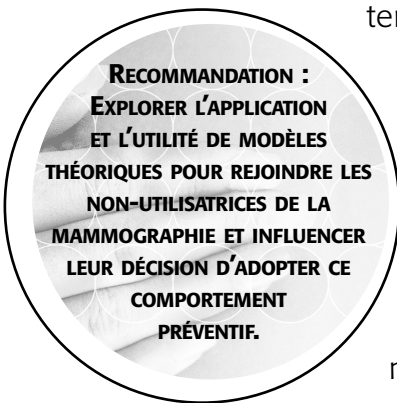 ter
RECOMMANDATION :
EXPLORER L'APPLICATION
ET L'UTILITÉ DE MODÈLES
THÉORIQUES POUR REJOINDRE LES
NON-UTILISATRICES DE LA
MAMMOGRAPHIE ET INFLUENCER
LEUR DÉCISION D'ADOPTER CE
COMPORTEMENT
PRÉVENTIF.